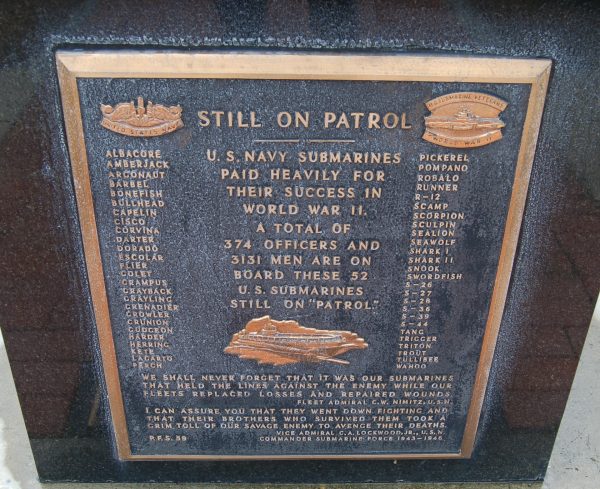 STILL ON PATROL
UNITED STATES NAVY
U.S. SUBMARINE VETERANS
WORLD WAR II
ALBACORE
AMBERJACK
ARGONAUT
BARBEL
BONEFISH
BULLHEAD
CAPELIN
CISCO
CORVINA
DARTER
DORADO
ESCOLAR
FLIER
GOLET
GRAMPUS
GRAYBACK
GRAYLING
GRENADIER
GROWLER
GRUNION
GUDGEON
HARDER
HERRING
KETE
LAGARTO
PERCH
U.S. NAVY SUBMARINES
PAID HEAVILY FOR
THEIR SUCCESS IN
WORLD WAR II.
A TOTAL OF
374 OFFICERS AND
3131 MEN ARE ON
BOARD THESE 52
U.S. SUBMARINES
STILL ON "PATROL"
PICKEREL
POMPANO
ROBALO
RUNNER
R-12
SCAMP
SCORPION
SCULPIN
SEALION
SEAWOLF
SHARK I
SHARK II
SNOOK
SWORDFISH
S-26
S-27
S-28
S-36
S-39
S-44
TANG
TRIGGER
TRITON
TROUT
TULLIBEE
WAHOO
WE SHALL NEVER FORGET THAT IT WAS OUR SUBMARINES
THAT HELD THE LINES AGAINST THE ENEMY WHILE OUR
FLEETS REPLACED LOSSES AND REPAIRED WOUNDS.
FLEET ADMIRAL C.W. NIMITZ, U.S.N.
I CAN ASSURE YOU THAT THEY WENT DOWN FIGHTING AND
THAT THEIR BROTHERS WHO SURVIVED THEM TOOK A
GRIM TOLL OF OUR SAVAGE ENEMY TO AVENGE THEIR DEATHS.
VICE ADMIRAL C.A. LOCKWOOD, JR., U.S.N.
P.F.S. 59
COMMANDER SUBMARINE FORCE 1943-1946